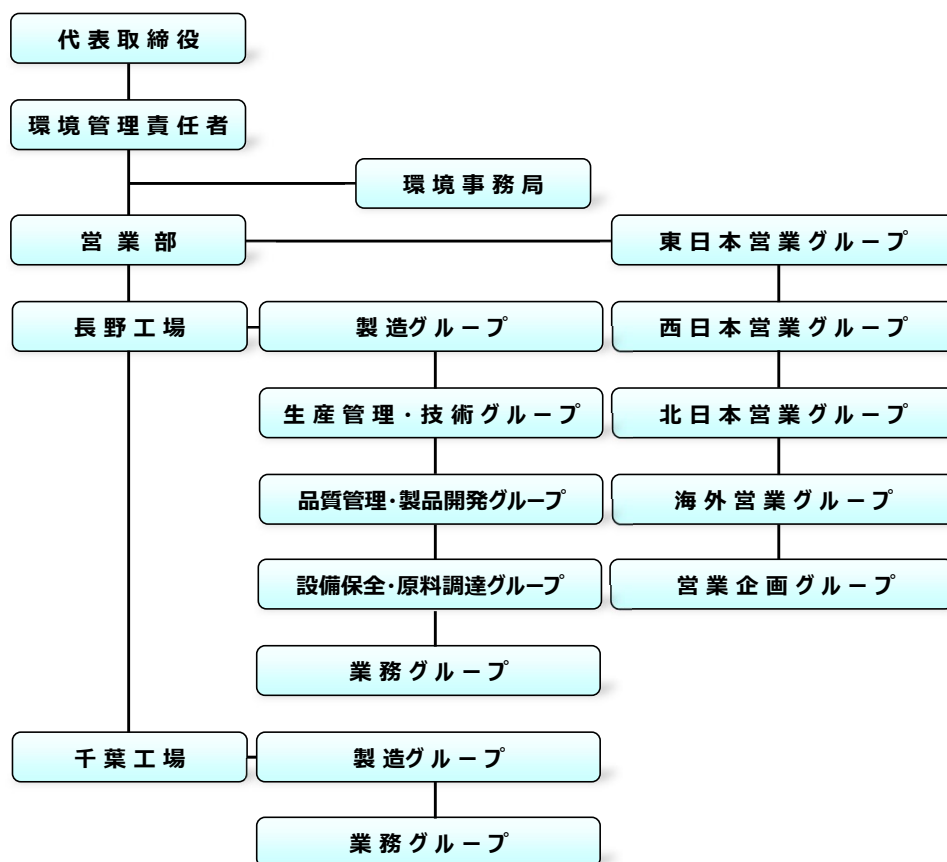 代表取締役
環境管理責任者
環境事務局
営業部
東日本営業グループ
長野工場
製造グループ
西日本営業グループ
生産管理・技術グループ
北日本営業グループ
品質管理・製品開発グループ
海外営業グループ
設備保全・原料調達グループ
営業企画グループ
業務グループ
千葉工場
製造グループ
業務グループ